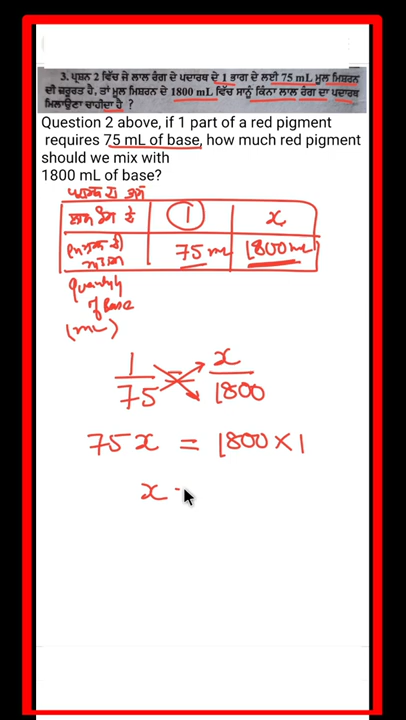 3. ਪ੍ਰਸ਼ਨ 2 ਵਿੱਚ ਜੇ ਲਾਲ ਰੰਗ ਦੇ ਪਦਾਰਥ ਦੇ 1 ਭਾਗ ਦੇ ਲਈ 75 mL ਮੂਲ ਮਿਸ਼ਰਨ
ਦੀ ਜ਼ਰੂਰਤ ਹੈ, ਤਾਂ ਮੂਲ ਮਿਸ਼ਰਨ ਦੇ 1800 mL ਵਿੱਚ ਸਾਨੂੰ ਕਿੰਨਾ ਲਾਲ ਰੰਗ ਦਾ ਪਦਾਰਥ
ਮਿਲਾਉਣਾ ਚਾਹੀਦਾ ਹੈ ?
Question 2 above, if 1 part of a red pigment
requires 75 mL of base, how much red pigment
should we mix with
1800 mL of base?
ਲਾਲ ਰੰਗ ਦੇ 1 x
75 mL 1800 mL
Quantity
of Base
(mL)
1/75 = x/1800
75x = 1800 × 1
x